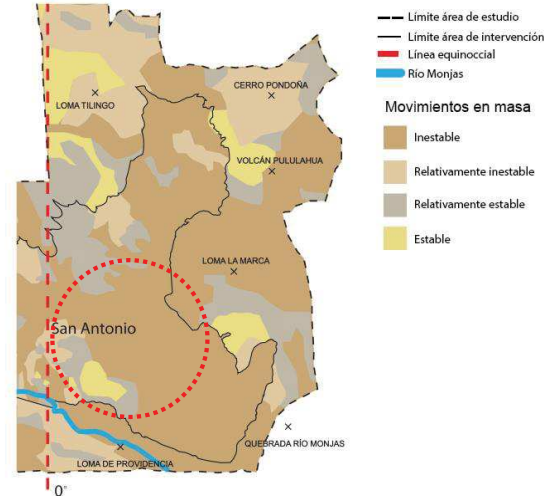 Límite área de estudio
Límite área de intervención
Línea equinoccial
Río Monjas
Movimientos en masa
Inestable
Relativamente inestable
Relativamente estable
Estable
CERRO PONDOÑA
LOMA TILINGO
VOLCÁN PULULAHUA
LOMA LA MARCA
San Antonio
QUEBRADA RÍO MONJAS
LOMA DE PROVIDENCIA
0°